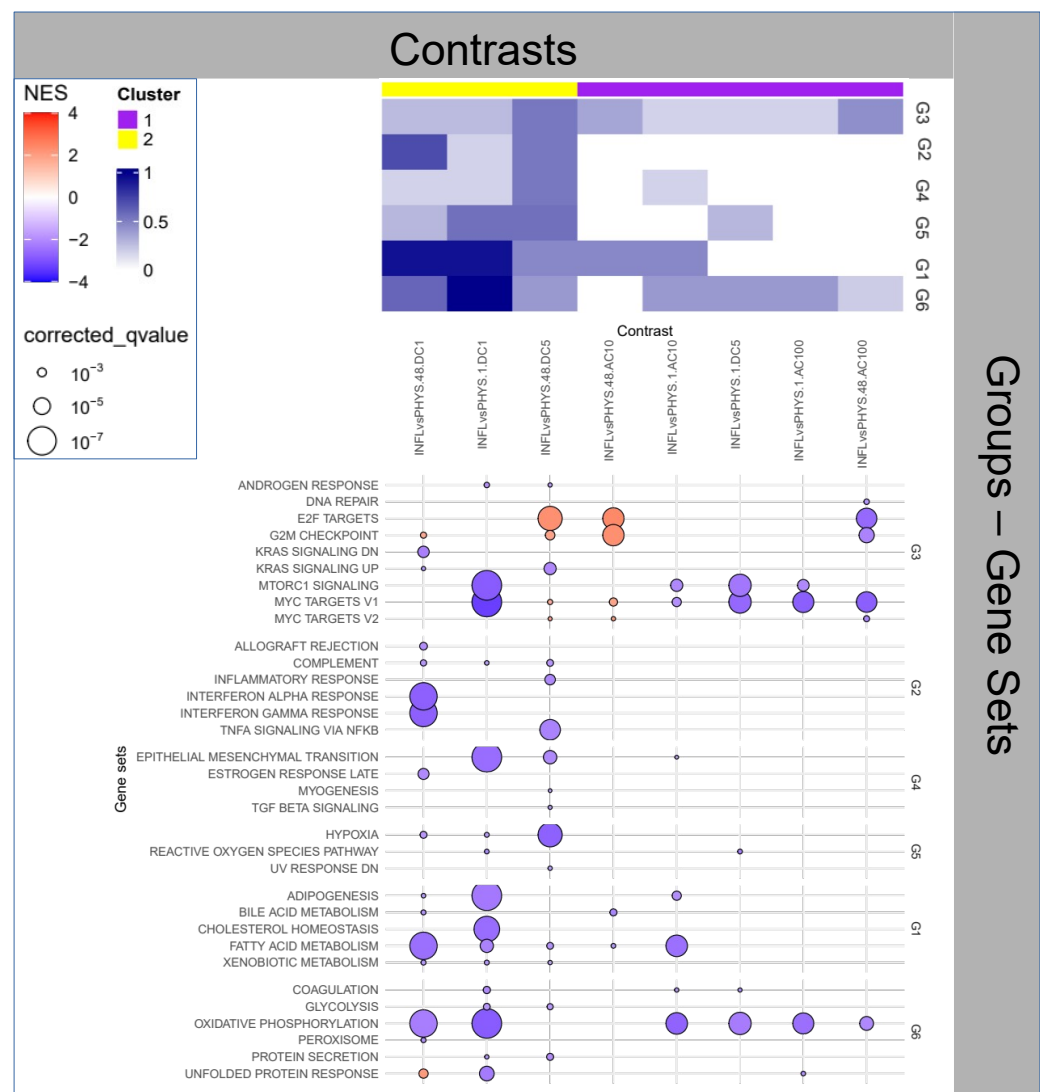 Contrasts
NES
4
2
0
−2
−4
Cluster
1
2
1
0.5
0
corrected_qvalue
10⁻³
10⁻⁵
10⁻⁷
G3
G2
G4
G5
G1
G6
Contrast
INFLvsPHYS.48.DC1
INFLvsPHYS.1.DC1
INFLvsPHYS.48.DC5
INFLvsPHYS.48.AC10
INFLvsPHYS.1.AC10
INFLvsPHYS.1.DC5
INFLvsPHYS.1.AC100
INFLvsPHYS.48.AC100
Gene sets
ANDROGEN RESPONSE
DNA REPAIR
E2F TARGETS
G2M CHECKPOINT
KRAS SIGNALING DN
KRAS SIGNALING UP
MTORC1 SIGNALING
MYC TARGETS V1
MYC TARGETS V2
G3
ALLOGRAFT REJECTION
COMPLEMENT
INFLAMMATORY RESPONSE
INTERFERON ALPHA RESPONSE
INTERFERON GAMMA RESPONSE
TNFA SIGNALING VIA NFKB
G2
EPITHELIAL MESENCHYMAL TRANSITION
ESTROGEN RESPONSE LATE
MYOGENESIS
TGF BETA SIGNALING
G4
HYPOXIA
REACTIVE OXYGEN SPECIES PATHWAY
UV RESPONSE DN
G5
ADIPOGENESIS
BILE ACID METABOLISM
CHOLESTEROL HOMEOSTASIS
FATTY ACID METABOLISM
XENOBIOTIC METABOLISM
G1
COAGULATION
GLYCOLYSIS
OXIDATIVE PHOSPHORYLATION
PEROXISOME
PROTEIN SECRETION
UNFOLDED PROTEIN RESPONSE
G6
Groups – Gene Sets